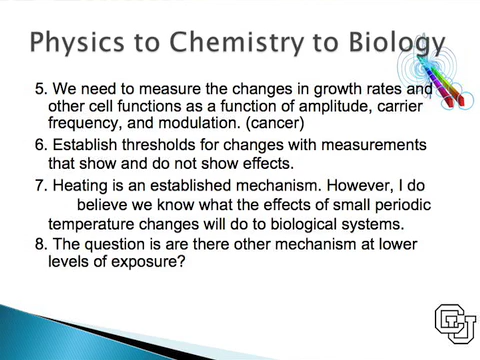 Physics to Chemistry to Biology
5. We need to measure the changes in growth rates and
other cell functions as a function of amplitude, carrier
frequency, and modulation. (cancer)
6. Establish thresholds for changes with measurements
that show and do not show effects.
7. Heating is an established mechanism. However, I do
believe we know what the effects of small periodic
temperature changes will do to biological systems.
8. The question is are there other mechanism at lower
levels of exposure?
CU